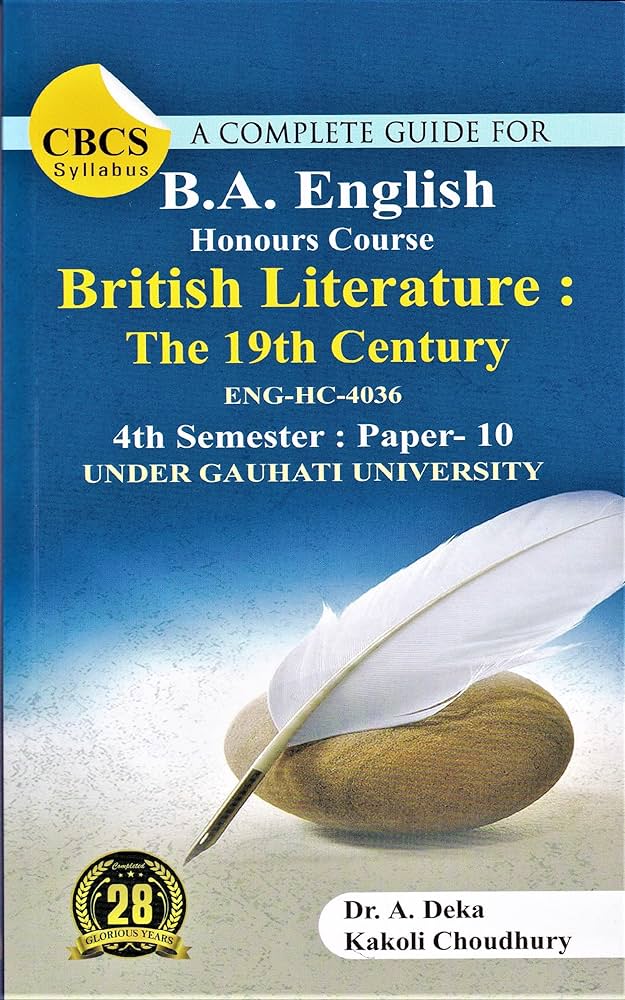 CBCS
Syllabus
A COMPLETE GUIDE FOR
B.A. English
Honours Course
British Literature :
The 19th Century
ENG-HC-4036
4th Semester : Paper- 10
UNDER GAUHATI UNIVERSITY
Completed
28
GLORIOUS YEARS
Dr. A. Deka
Kakoli Choudhury